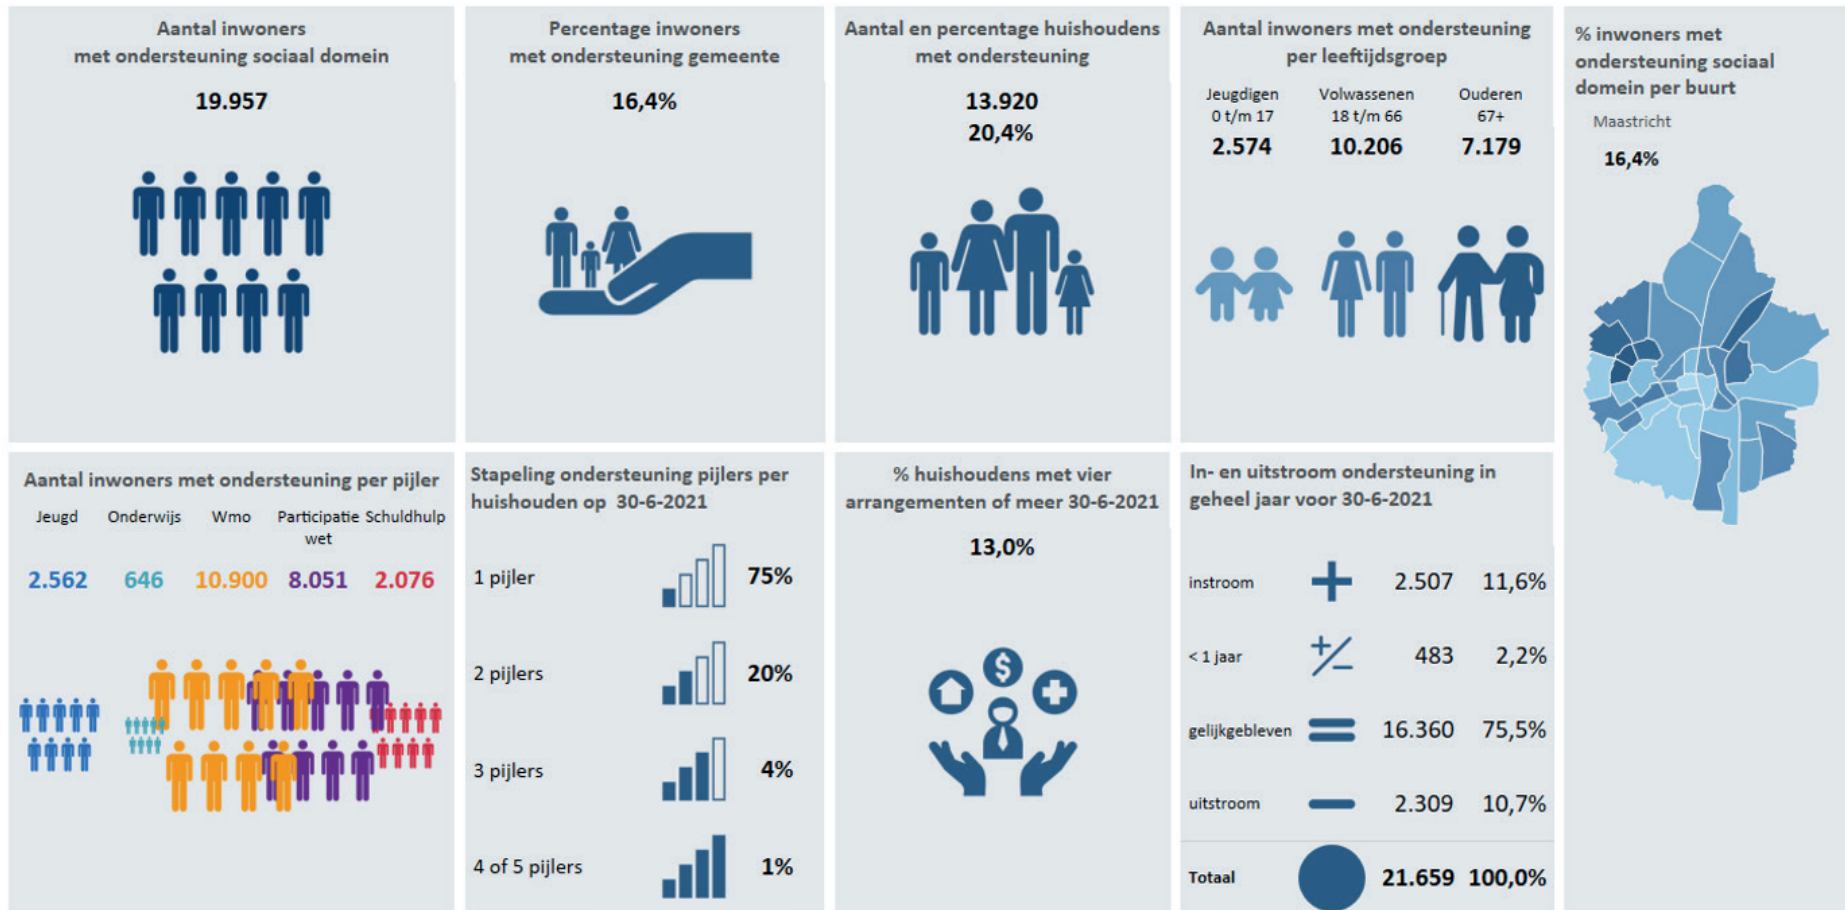 Aantal inwoners
met ondersteuning sociaal domein
19.957
Percentage inwoners
met ondersteuning gemeente
16,4%
Aantal en percentage huishoudens
met ondersteuning
13.920
20,4%
Aantal inwoners met ondersteuning
per leeftijdsgroep
Jeugdigen Volwassenen Ouderen
0 t/m 17 18 t/m 66 67+
2.574 10.206 7.179
% inwoners met
ondersteuning sociaal
domein per buurt
Maastricht
16,4%
Aantal inwoners met ondersteuning per pijler
Jeugd Onderwijs Wmo Participatie Schuldhulp
wet
2.562 646 10.900 8.051 2.076
Stapeling ondersteuning pijlers per
huishouden op 30-6-2021
1 pijler 75%
2 pijlers 20%
3 pijlers 4%
4 of 5 pijlers 1%
% huishoudens met vier
arrangementen of meer 30-6-2021
13,0%
$
In- en uitstroom ondersteuning in
geheel jaar voor 30-6-2021
instroom + 2.507 11,6%
< 1 jaar +/− 483 2,2%
gelijkgebleven = 16.360 75,5%
uitstroom − 2.309 10,7%
Totaal 21.659 100,0%